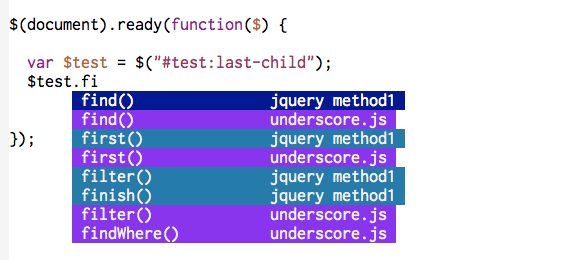 $(document).ready(function($) {
var $test = $("#test:last-child");
$test.fi
find() jquery method1
find() underscore.js
});
first() jquery method1
first() underscore.js
filter() jquery method1
finish() jquery method1
filter() underscore.js
findWhere() underscore.js